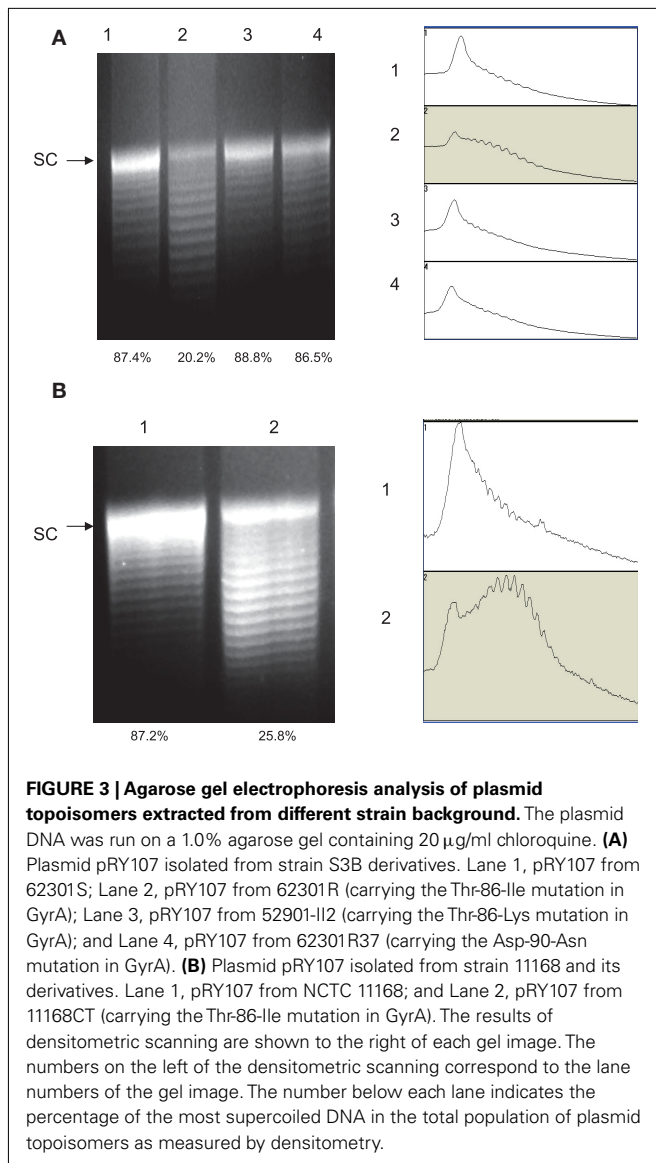 A
1 2 3 4
SC
87.4% 20.2% 88.8% 86.5%
1
1
2
2
3
3
4
4
B
1 2
SC
87.2% 25.8%
1
1
2
2
FIGURE 3 | Agarose gel electrophoresis analysis of plasmid
topoisomers extracted from different strain background. The plasmid
DNA was run on a 1.0% agarose gel containing 20 μg/ml chloroquine. (A)
Plasmid pRY107 isolated from strain S3B derivatives. Lane 1, pRY107 from
62301S; Lane 2, pRY107 from 62301R (carrying the Thr-86-Ile mutation in
GyrA); Lane 3, pRY107 from 52901-II2 (carrying the Thr-86-Lys mutation in
GyrA); and Lane 4, pRY107 from 62301R37 (carrying the Asp-90-Asn
mutation in GyrA). (B) Plasmid pRY107 isolated from strain 11168 and its
derivatives. Lane 1, pRY107 from NCTC 11168; and Lane 2, pRY107 from
11168CT (carrying the Thr-86-Ile mutation in GyrA). The results of
densitometric scanning are shown to the right of each gel image. The
numbers on the left of the densitometric scanning correspond to the lane
numbers of the gel image. The number below each lane indicates the
percentage of the most supercoiled DNA in the total population of plasmid
topoisomers as measured by densitometry.